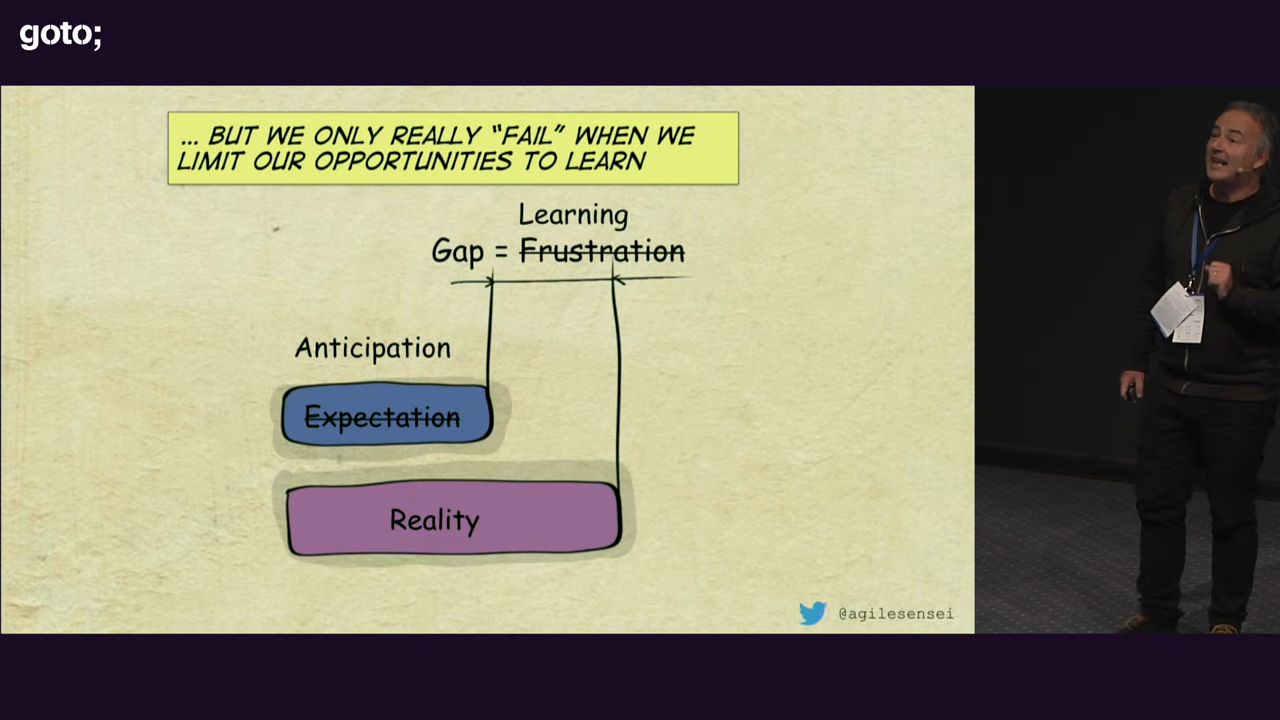 goto;
... BUT WE ONLY REALLY “FAIL” WHEN WE
LIMIT OUR OPPORTUNITIES TO LEARN
Learning
Gap = Frustration
Anticipation
Expectation
Reality
@agilesensei